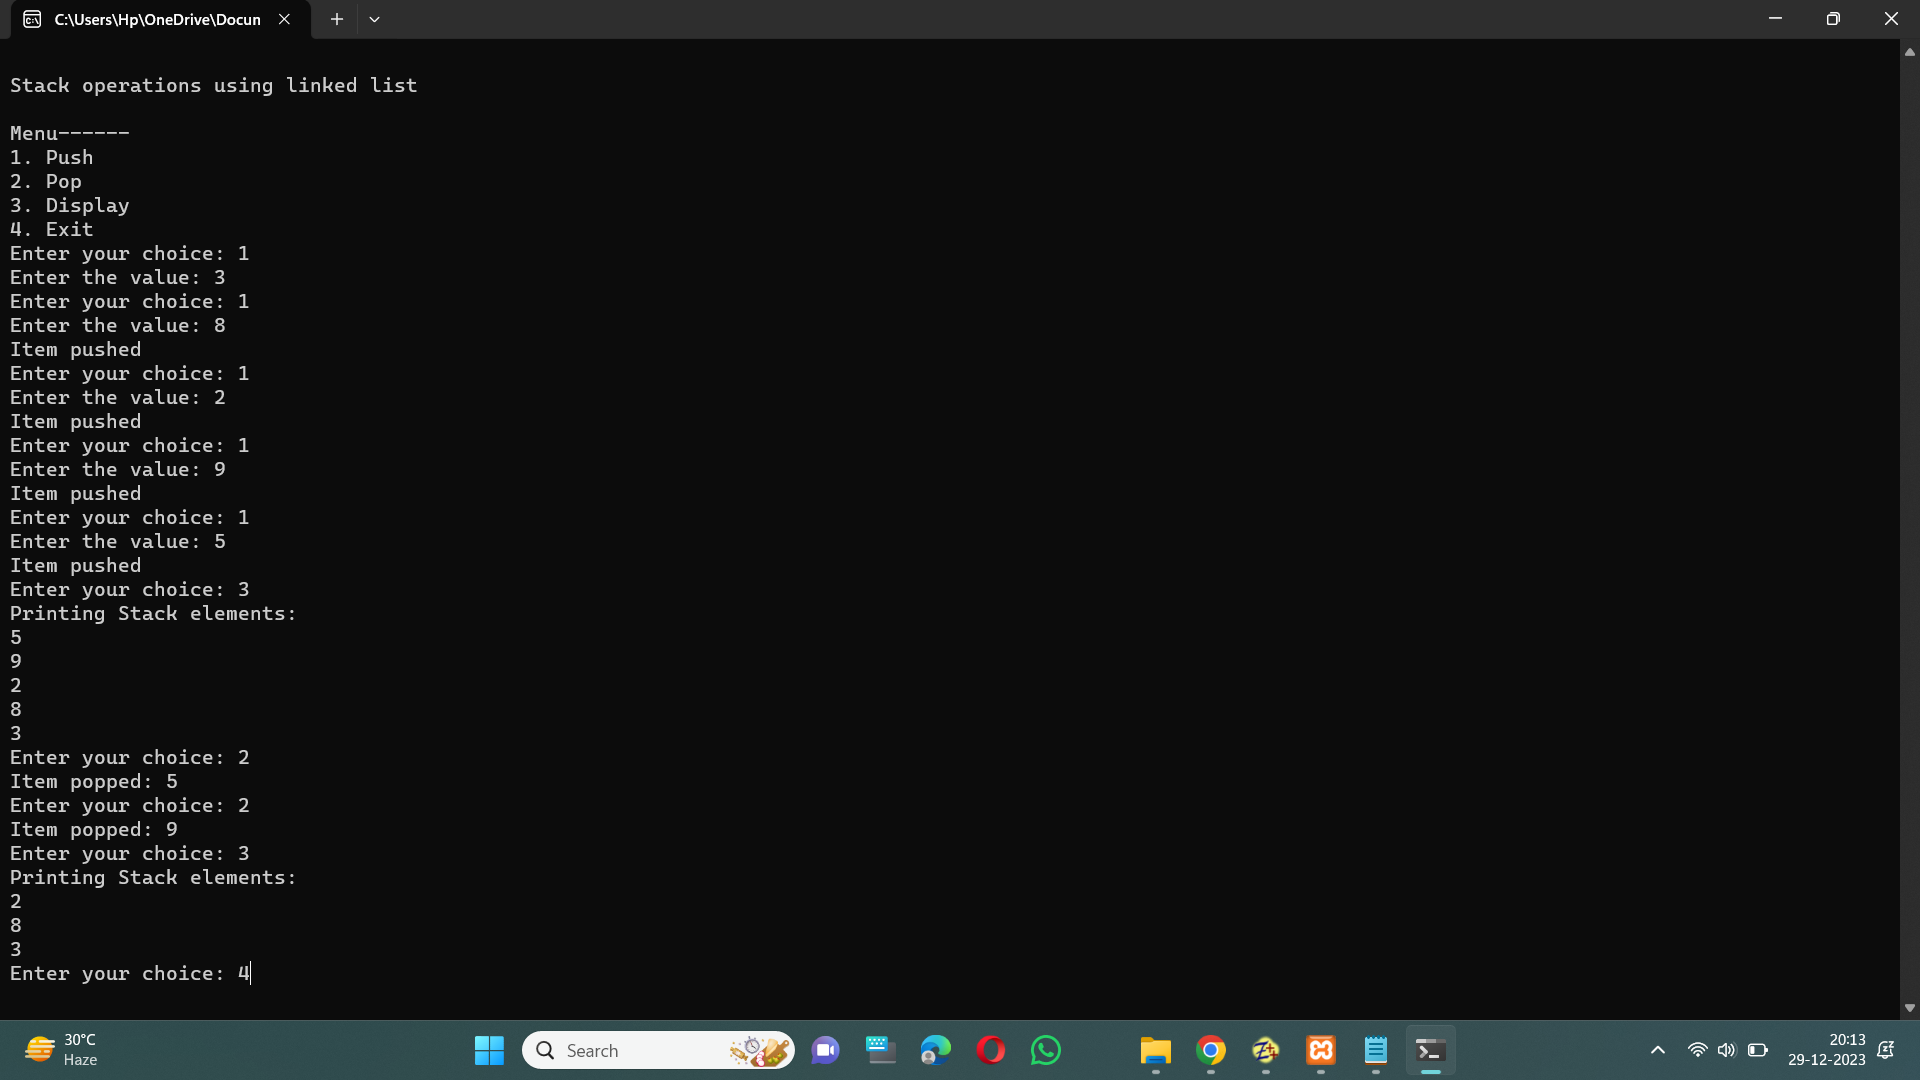 C:\Users\Hp\OneDrive\Docun
Stack operations using linked list
Menu------
1. Push
2. Pop
3. Display
4. Exit
Enter your choice: 1
Enter the value: 3
Enter your choice: 1
Enter the value: 8
Item pushed
Enter your choice: 1
Enter the value: 2
Item pushed
Enter your choice: 1
Enter the value: 9
Item pushed
Enter your choice: 1
Enter the value: 5
Item pushed
Enter your choice: 3
Printing Stack elements:
5
9
2
8
3
Enter your choice: 2
Item popped: 5
Enter your choice: 2
Item popped: 9
Enter your choice: 3
Printing Stack elements:
2
8
3
Enter your choice: 4
30°C
Haze
Search
20:13
29-12-2023